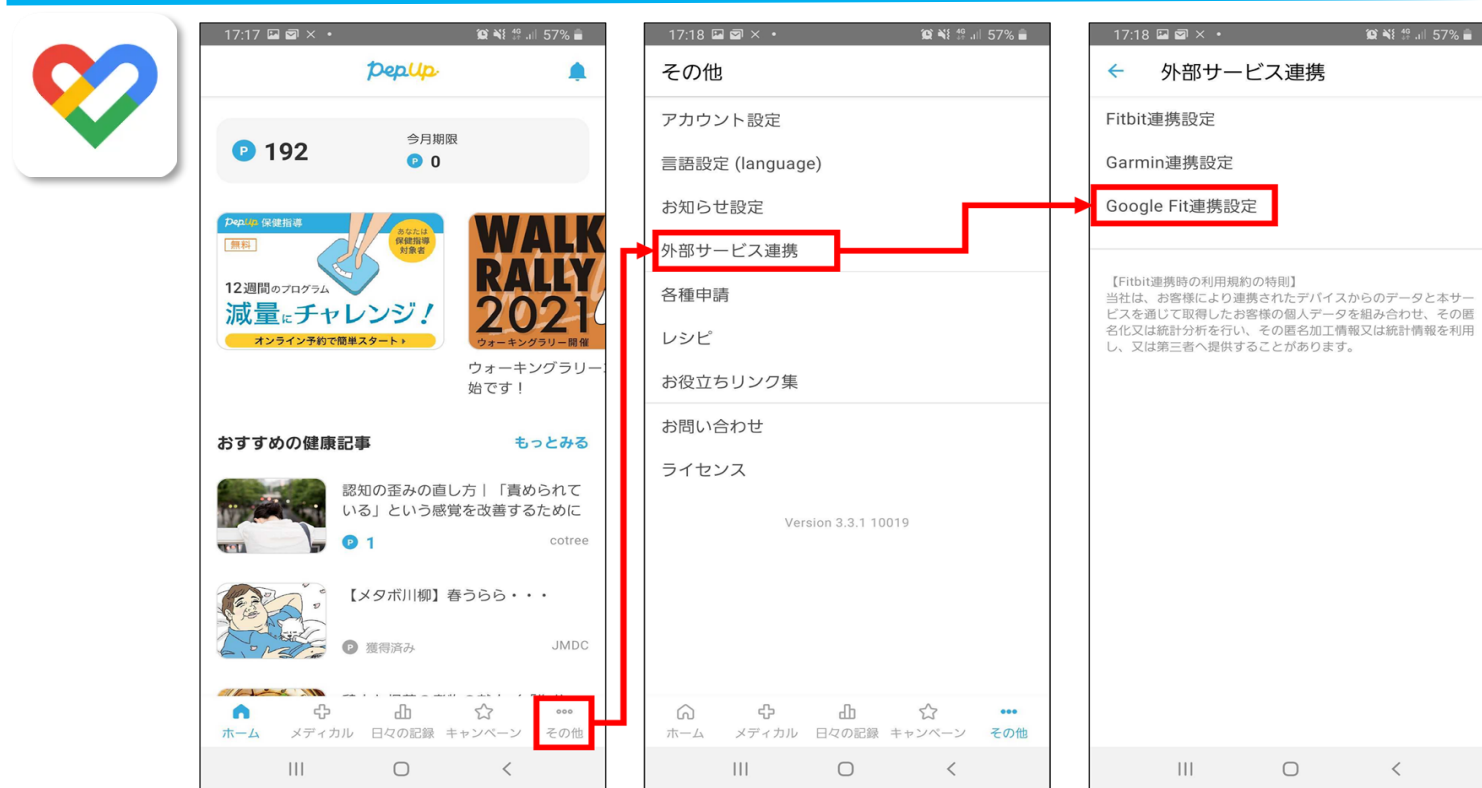 17:17
57%
PepUp
P 192
今月期限
P 0
PepUp 保健指導
無料
あなたは
保健指導
対象者
12週間のプログラム
減量にチャレンジ!
オンライン予約で簡単スタート
WALK
RALLY
2021
ウォーキングラリー開催
ウォーキングラリー
始です!
おすすめの健康記事
もっとみる
認知の歪みの直し方|「責められて
いる」という感覚を改善するために
P 1
cotree
【メタボ川柳】春うらら・・・
P 獲得済み
JMDC
ホーム
メディカル
日々の記録
キャンペーン
その他
17:18
4G
57%
その他
アカウント設定
言語設定 (language)
お知らせ設定
外部サービス連携
各種申請
レシピ
お役立ちリンク集
お問い合わせ
ライセンス
Version 3.3.1 10019
ホーム
メディカル
日々の記録
キャンペーン
その他
17:18
4G
57%
外部サービス連携
Fitbit連携設定
Garmin連携設定
Google Fit連携設定
【Fitbit連携時の利用規約の特則】
当社は、お客様により連携されたデバイスからのデータと本サー
ビスを通じて取得したお客様の個人データを組み合わせ、その匿
名化又は統計分析を行い、その匿名加工情報又は統計情報を利用
し、又は第三者へ提供することがあります。